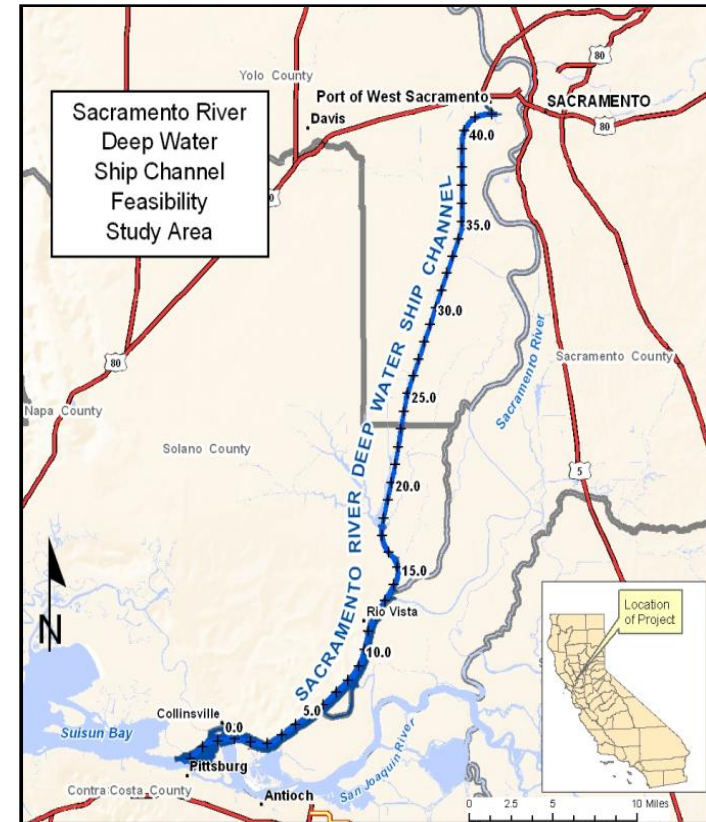 Sacramento River
Deep Water
Ship Channel
Feasibility
Study Area
Yolo County
80
Port of West Sacramento
SACRAMENTO
Davis
40.0
80
35.0
SACRAMENTO RIVER DEEP WATER SHIP CHANNEL
30.0
Sacramento River
80
Sacramento County
25.0
Napa County
Solano County
5
20.0
15.0
N
Rio Vista
Location
of Project
10.0
Collinsville
5.0
0.0
Suisun Bay
Pittsburg
San Joaquin River
Contra Costa County
Antioch
0 2.5 5 10 Miles